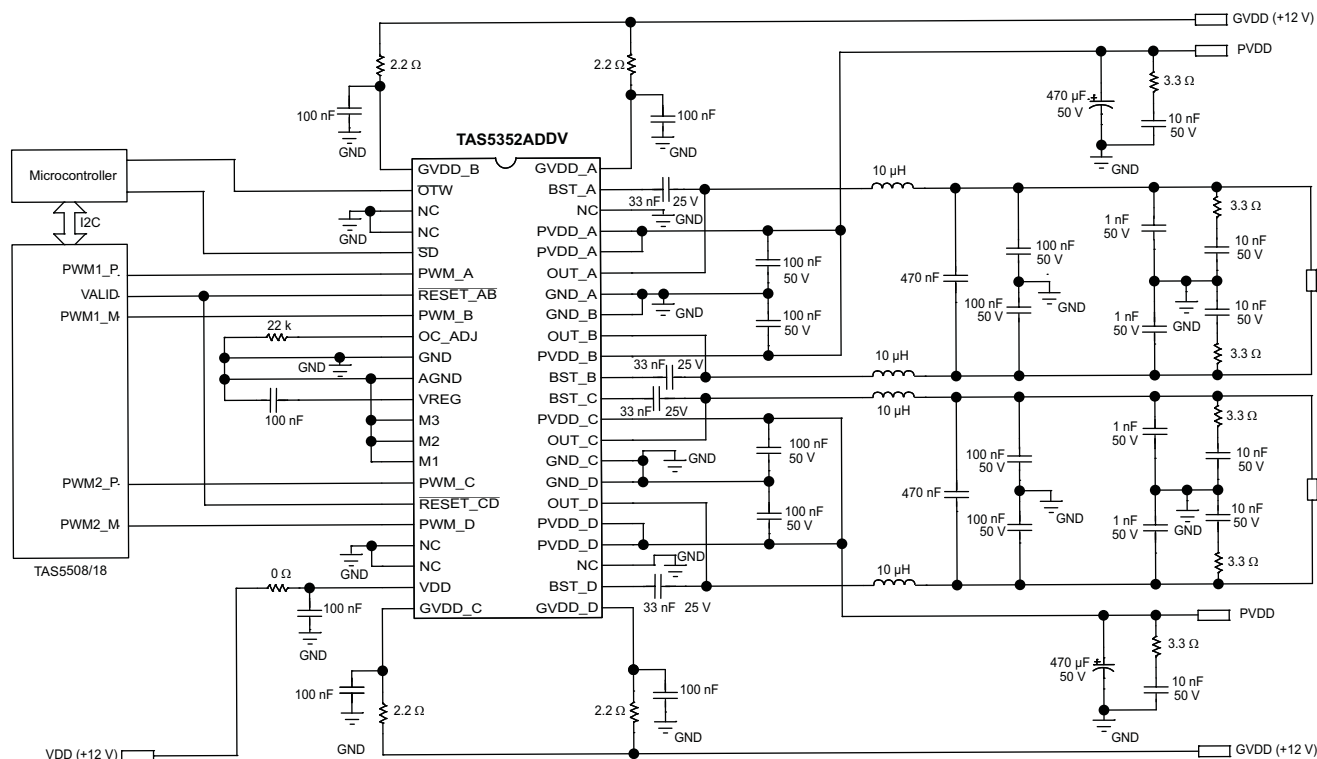 GVDD (+12 V)
PVDD
2.2 Ω
2.2 Ω
3.3 Ω
470 µF
50 V
100 nF
100 nF
10 nF
50 V
GND
GND
GND
TAS5352ADDV
Microcontroller
I2C
GVDD_B
OTW
NC
NC
SD
PWM_A
RESET_AB
PWM_B
OC_ADJ
GND
AGND
VREG
M3
M2
M1
PWM_C
RESET_CD
PWM_D
NC
NC
VDD
GVDD_C
GVDD_A
BST_A
NC
PVDD_A
PVDD_A
OUT_A
GND_A
GND_B
OUT_B
PVDD_B
BST_B
BST_C
PVDD_C
OUT_C
GND_C
GND_D
OUT_D
PVDD_D
PVDD_D
NC
BST_D
GVDD_D
GND
PWM1_P
VALID
PWM1_M
22 k
GND
100 nF
PWM2_P
PWM2_M
TAS5508/18
GND
0 Ω
100 nF
GND
33 nF 25 V
GND
100 nF
50 V
GND
100 nF
50 V
33 nF 25 V
33 nF 25V
100 nF
50 V
GND
100 nF
50 V
GND
33 nF 25 V
10 µH
10 µH
10 µH
10 µH
470 nF
100 nF
50 V
GND
100 nF
50 V
1 nF
50 V
1 nF
50 V
GND
3.3 Ω
10 nF
50 V
10 nF
50 V
3.3 Ω
470 nF
100 nF
50 V
GND
100 nF
50 V
1 nF
50 V
1 nF
50 V
GND
3.3 Ω
10 nF
50 V
10 nF
50 V
3.3 Ω
PVDD
3.3 Ω
470 µF
50 V
10 nF
50 V
GND
100 nF
100 nF
2.2 Ω
2.2 Ω
GND
GND
VDD (+12 V)
GVDD (+12 V)